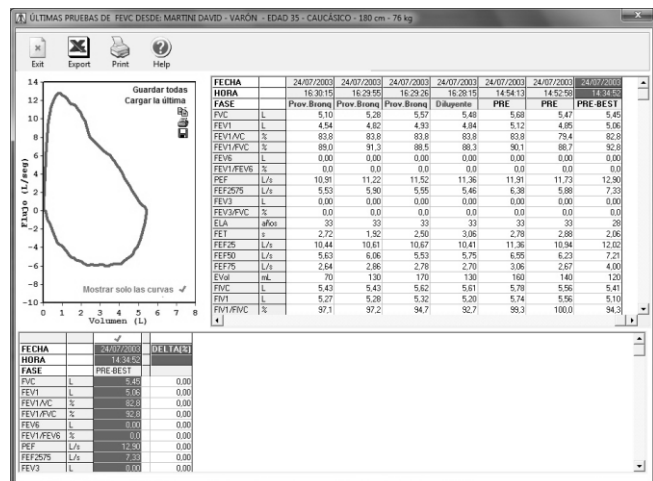 ÚLTIMAS PRUEBAS DE FEVC DESDE: MARTINI DAVID - VARÓN - EDAD 35 - CAUCÁSICO - 180 cm - 76 kg
Exit Export Print Help
Guardar todas
Cargar la última
Flujo (L/seg)
14
12
10
8
6
4
2
0
-2
-4
-6
-8
-10
Mostrar solo las curvas
0 1 2 3 4 5 6 7 8
Volumen (L)
FECHA 24/07/2003 24/07/2003 24/07/2003 24/07/2003 24/07/2003 24/07/2003 24/07/2003
HORA 16:30:15 16:29:55 16:29:26 16:28:15 14:54:13 14:52:58 14:34:52
FASE Prov.Bronq Prov.Bronq Prov.Bronq Diluyente PRE PRE PRE-BEST
FVC L 5,10 5,28 5,57 5,48 5,68 5,47 5,45
FEV1 L 4,54 4,82 4,93 4,84 5,12 4,85 5,06
FEV1/VC % 83,8 83,8 83,8 83,8 83,8 79,4 82,8
FEV1/FVC % 89,0 91,3 88,5 88,3 90,1 88,7 92,8
FEV6 L 0,00 0,00 0,00 0,00 0,00 0,00 0,00
FEV1/FEV6 % 0,0 0,0 0,0 0,0 0,0 0,0 0,0
PEF L/s 10,91 11,22 11,52 11,36 11,91 11,73 12,90
FEF2575 L/s 5,53 5,90 5,55 5,46 6,38 5,88 7,33
FEV3 L 0,00 0,00 0,00 0,00 0,00 0,00 0,00
FEV3/FVC % 0,0 0,0 0,0 0,0 0,0 0,0 0,0
ELA años 33 33 33 33 33 33 28
FET s 2,72 1,92 2,50 3,06 2,78 2,88 2,06
FEF25 L/s 10,44 10,61 10,67 10,41 11,36 10,94 12,02
FEF50 L/s 5,63 6,06 5,53 5,75 6,55 6,23 7,21
FEF75 L/s 2,64 2,86 2,78 2,70 3,06 2,67 4,00
EVol mL 70 130 170 130 160 140 120
FIVC L 5,43 5,43 5,62 5,61 5,78 5,56 5,41
FIV1 L 5,27 5,28 5,32 5,20 5,74 5,56 5,10
FIV1/FIVC % 97,1 97,2 94,7 92,7 99,3 100,0 94,3
FECHA 24/07/2003 DELTA(%)
HORA 14:34:52
FASE PRE-BEST
FVC L 5,45 0,00
FEV1 L 5,06 0,00
FEV1/VC % 82,8 0,00
FEV1/FVC % 92,8 0,00
FEV6 L 0,00 0,00
FEV1/FEV6 % 0,0 0,00
PEF L/s 12,90 0,00
FEF2575 L/s 7,33 0,00
FEV3 L 0,00 0,00